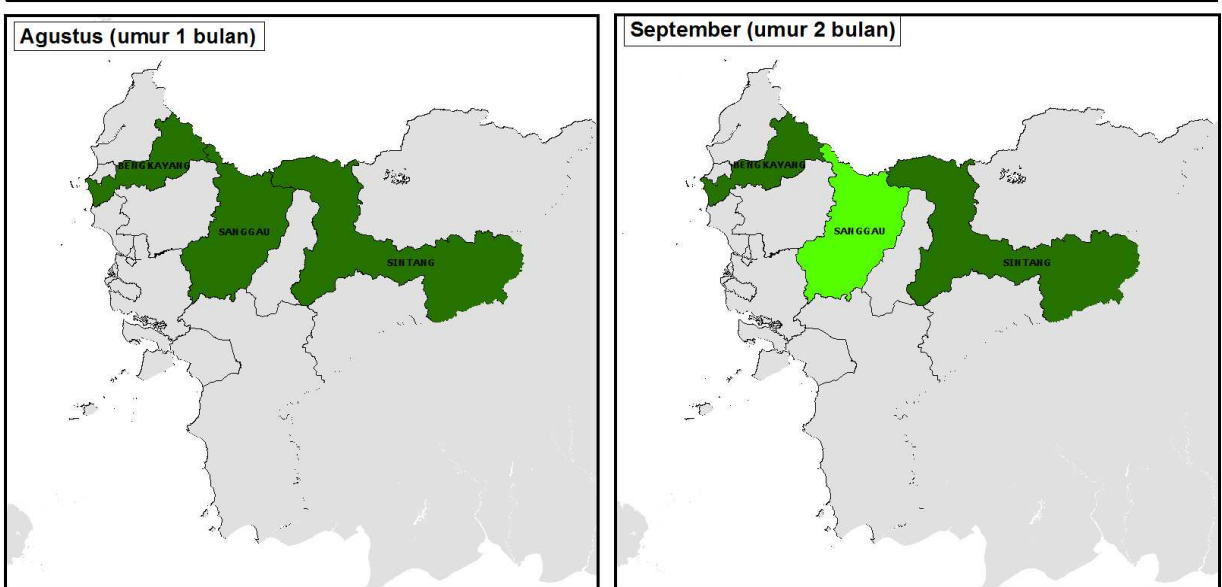 Agustus (umur 1 bulan)
BENGKAYANG
SANGGAU
SINTANG
September (umur 2 bulan)
BENGKAYANG
SANGGAU
SINTANG